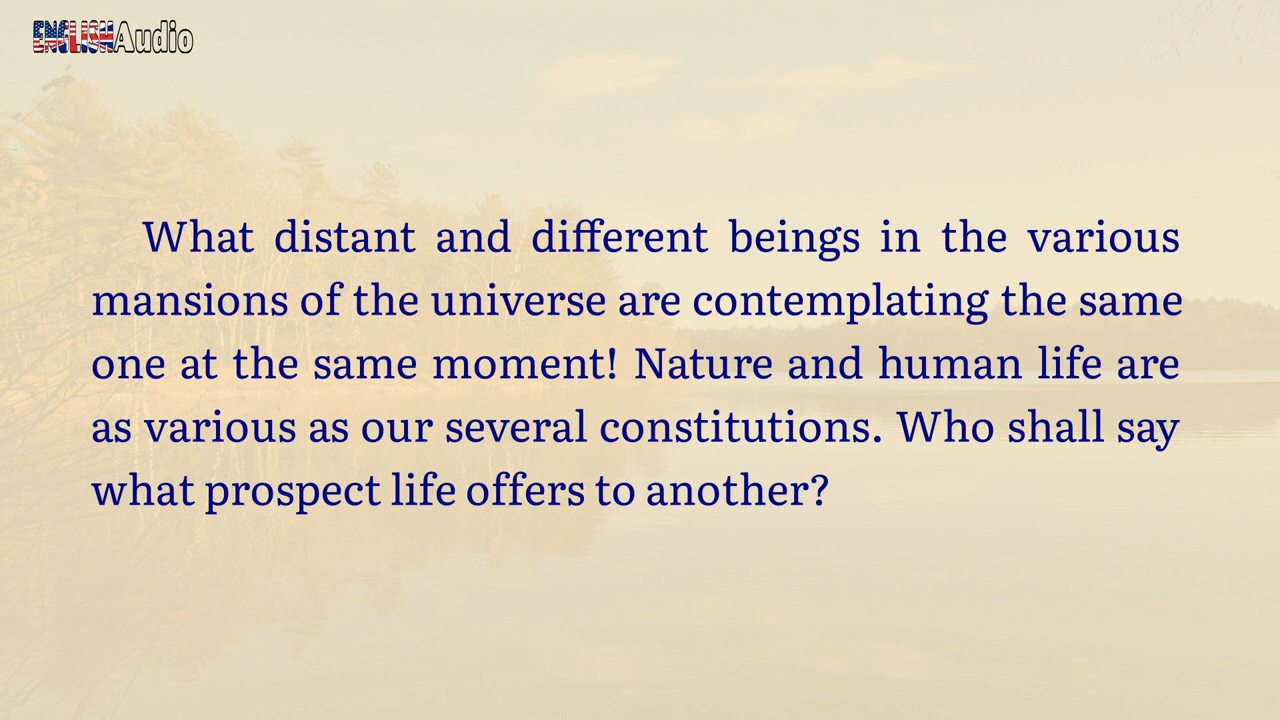 ENGLISHAudio
What distant and different beings in the various
mansions of the universe are contemplating the same
one at the same moment! Nature and human life are
as various as our several constitutions. Who shall say
what prospect life offers to another?